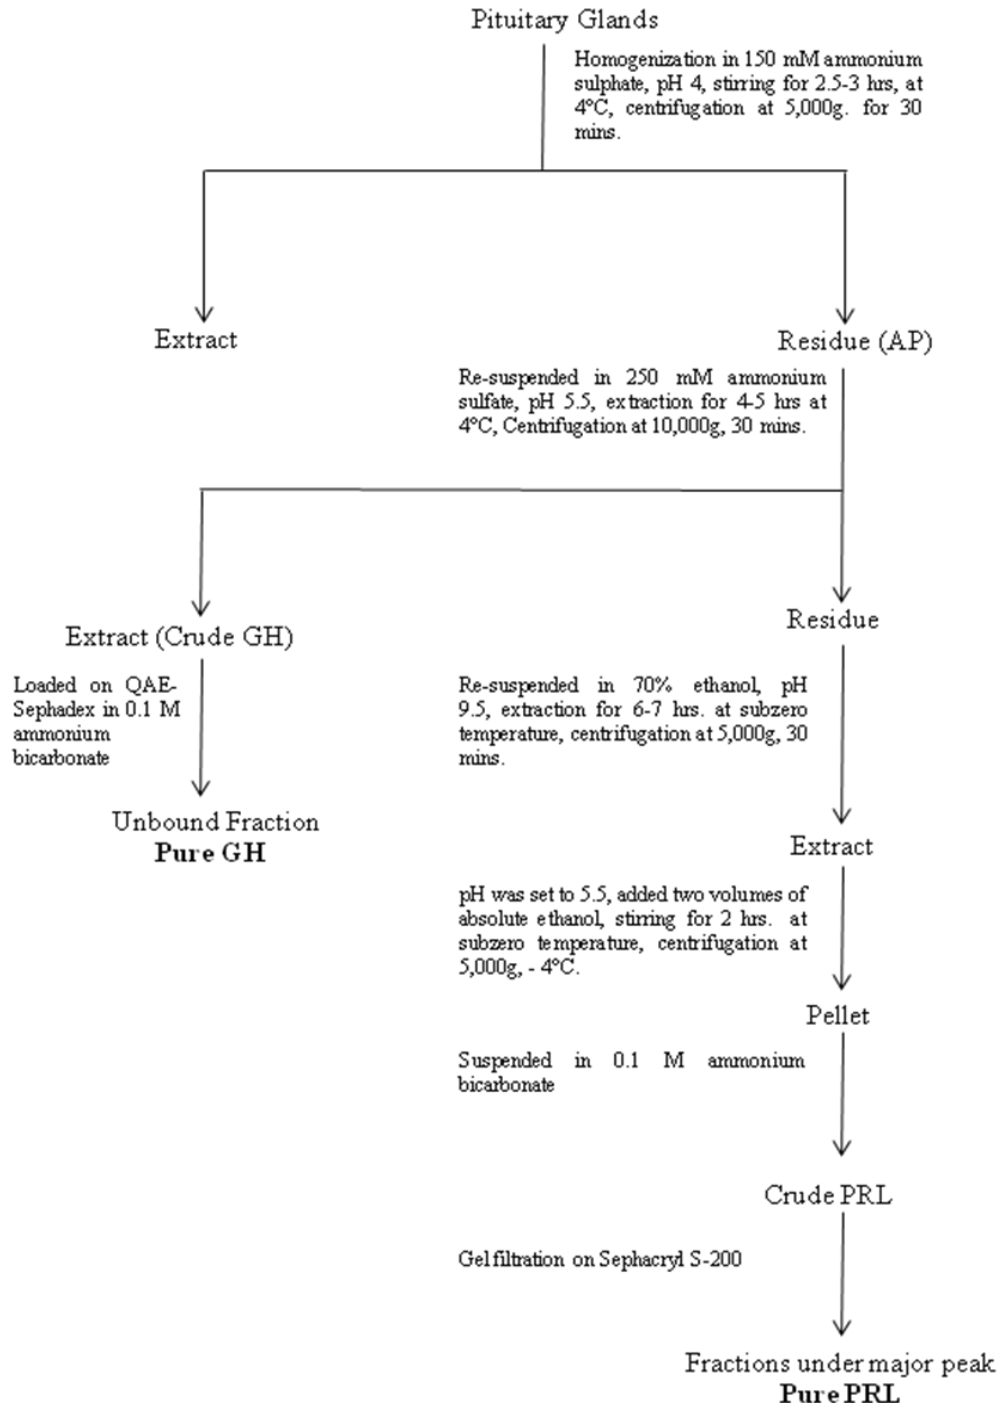 Pituitary Glands
Homogenization in 150 mM ammonium
sulphate, pH 4, stirring for 2.5-3 hrs, at
4ºC, centrifugation at 5,000g. for 30
mins.
Extract
Residue (AP)
Re-suspended in 250 mM ammonium
sulfate, pH 5.5, extraction for 4-5 hrs at
4ºC, Centrifugation at 10,000g, 30 mins.
Extract (Crude GH)
Residue
Loaded on QAE-
Sephadex in 0.1 M
ammonium
bicarbonate
Unbound Fraction
Pure GH
Re-suspended in 70% ethanol, pH
9.5, extraction for 6-7 hrs. at subzero
temperature, centrifugation at 5,000g, 30
mins.
Extract
pH was set to 5.5, added two volumes of
absolute ethanol, stirring for 2 hrs. at
subzero temperature, centrifugation at
5,000g, - 4ºC.
Pellet
Suspended in 0.1 M ammonium
bicarbonate
Crude PRL
Gel filtration on Sephacryl S-200
Fractions under major peak
Pure PRL